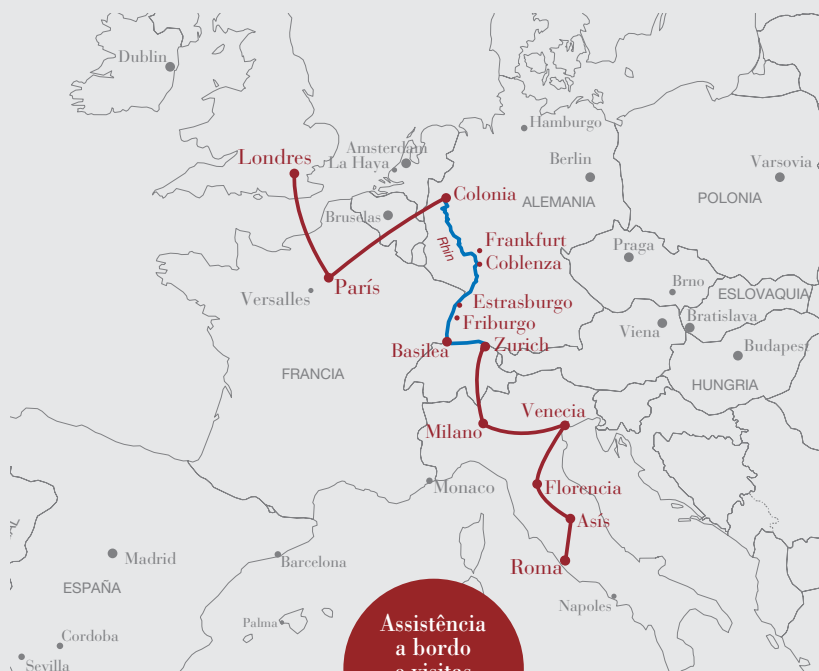 Dublin
Hamburgo
Londres
Amsterdam
La Haya
Berlin
Varsovia
Colonia
ALEMANIA
POLONIA
Bruselas
Rhin
Frankfurt
Coblenza
Praga
París
Versalles
Brno
ESLOVAQUIA
Estrasburgo
Friburgo
Bratislava
Viena
Basilea
Zurich
Budapest
FRANCIA
HUNGRIA
Venecia
Milano
Monaco
Florencia
Asís
Madrid
Barcelona
Roma
ESPAÑA
Napoles
Palma
Assistência
a bordo
e visitas
Cordoba
Sevilla